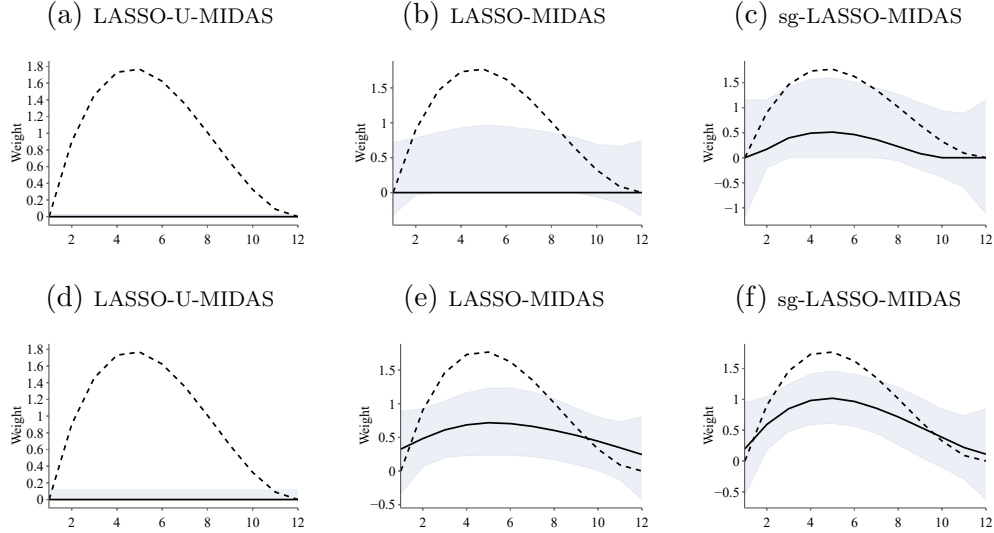 (a) LASSO-U-MIDAS
(b) LASSO-MIDAS
(c) sg-LASSO-MIDAS
Weight
1.8
1.6
1.4
1.2
1
0.8
0.6
0.4
0.2
0
2 4 6 8 10 12
Weight
1.5
1
0.5
0
2 4 6 8 10 12
Weight
1.5
1
0.5
0
−0.5
−1
2 4 6 8 10 12
(d) LASSO-U-MIDAS
(e) LASSO-MIDAS
(f) sg-LASSO-MIDAS
Weight
1.8
1.6
1.4
1.2
1
0.8
0.6
0.4
0.2
0
2 4 6 8 10 12
Weight
1.5
1
0.5
0
−0.5
2 4 6 8 10 12
Weight
1.5
1
0.5
0
−0.5
2 4 6 8 10 12